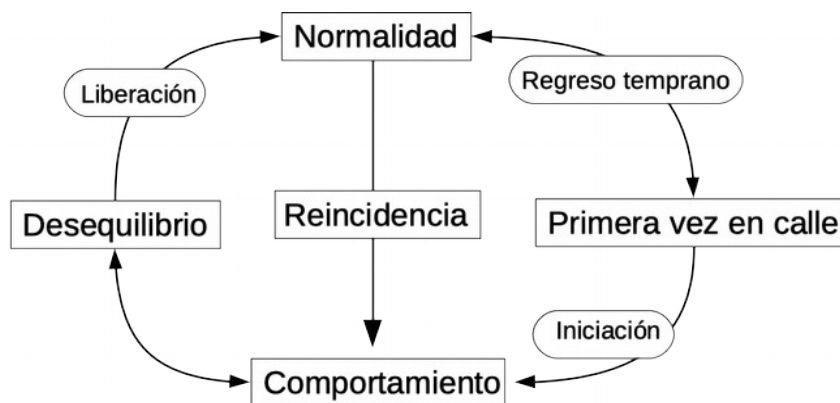 Normalidad
Liberación
Regreso temprano
Desequilibrio
Reincidencia
Primera vez en calle
Iniciación
Comportamiento